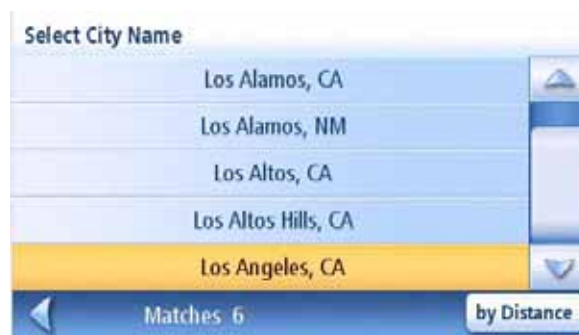 Select City Name
Los Alamos, CA
Los Alamos, NM
Los Altos, CA
Los Altos Hills, CA
Los Angeles, CA
Matches 6 by Distance